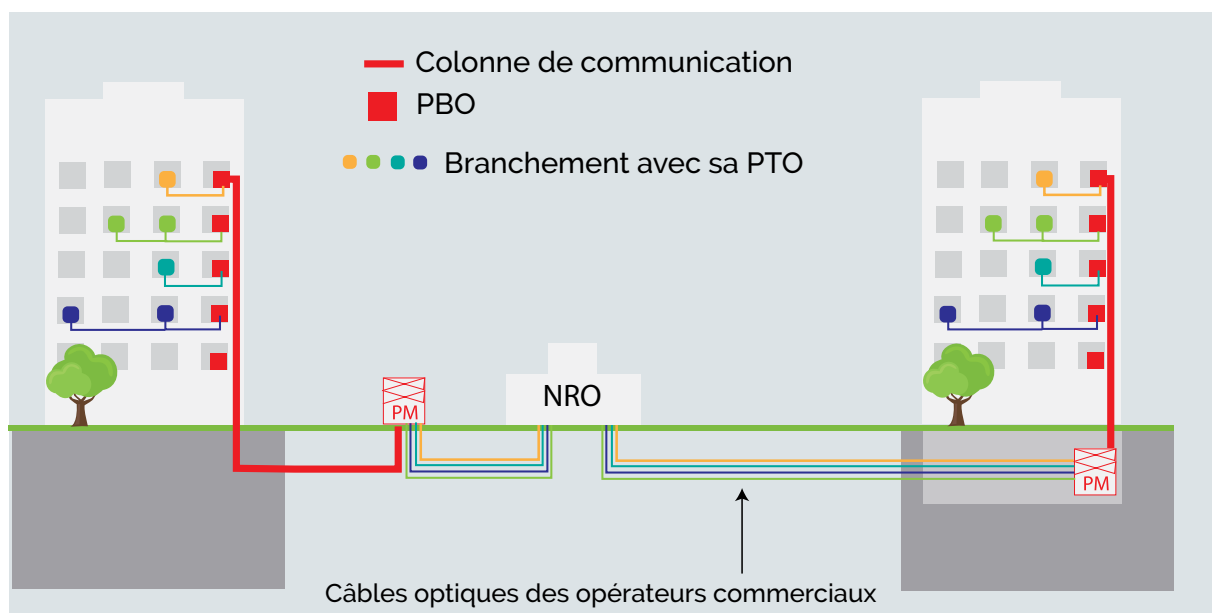 Colonne de communication
PBO
Branchement avec sa PTO
NRO
PM
PM
Câbles optiques des opérateurs commerciaux